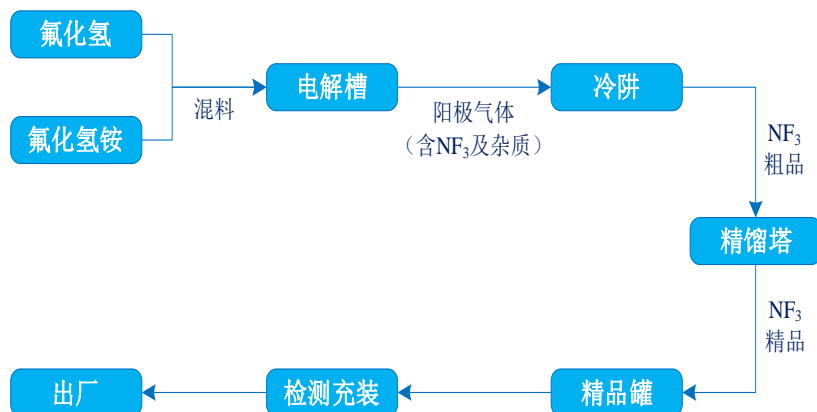 氟化氢
氟化氢铵
混料
电解槽
阳极气体
（含NF₃及杂质）
冷阱
NF₃
粗品
精馏塔
NF₃
精品
精品罐
检测充装
出厂